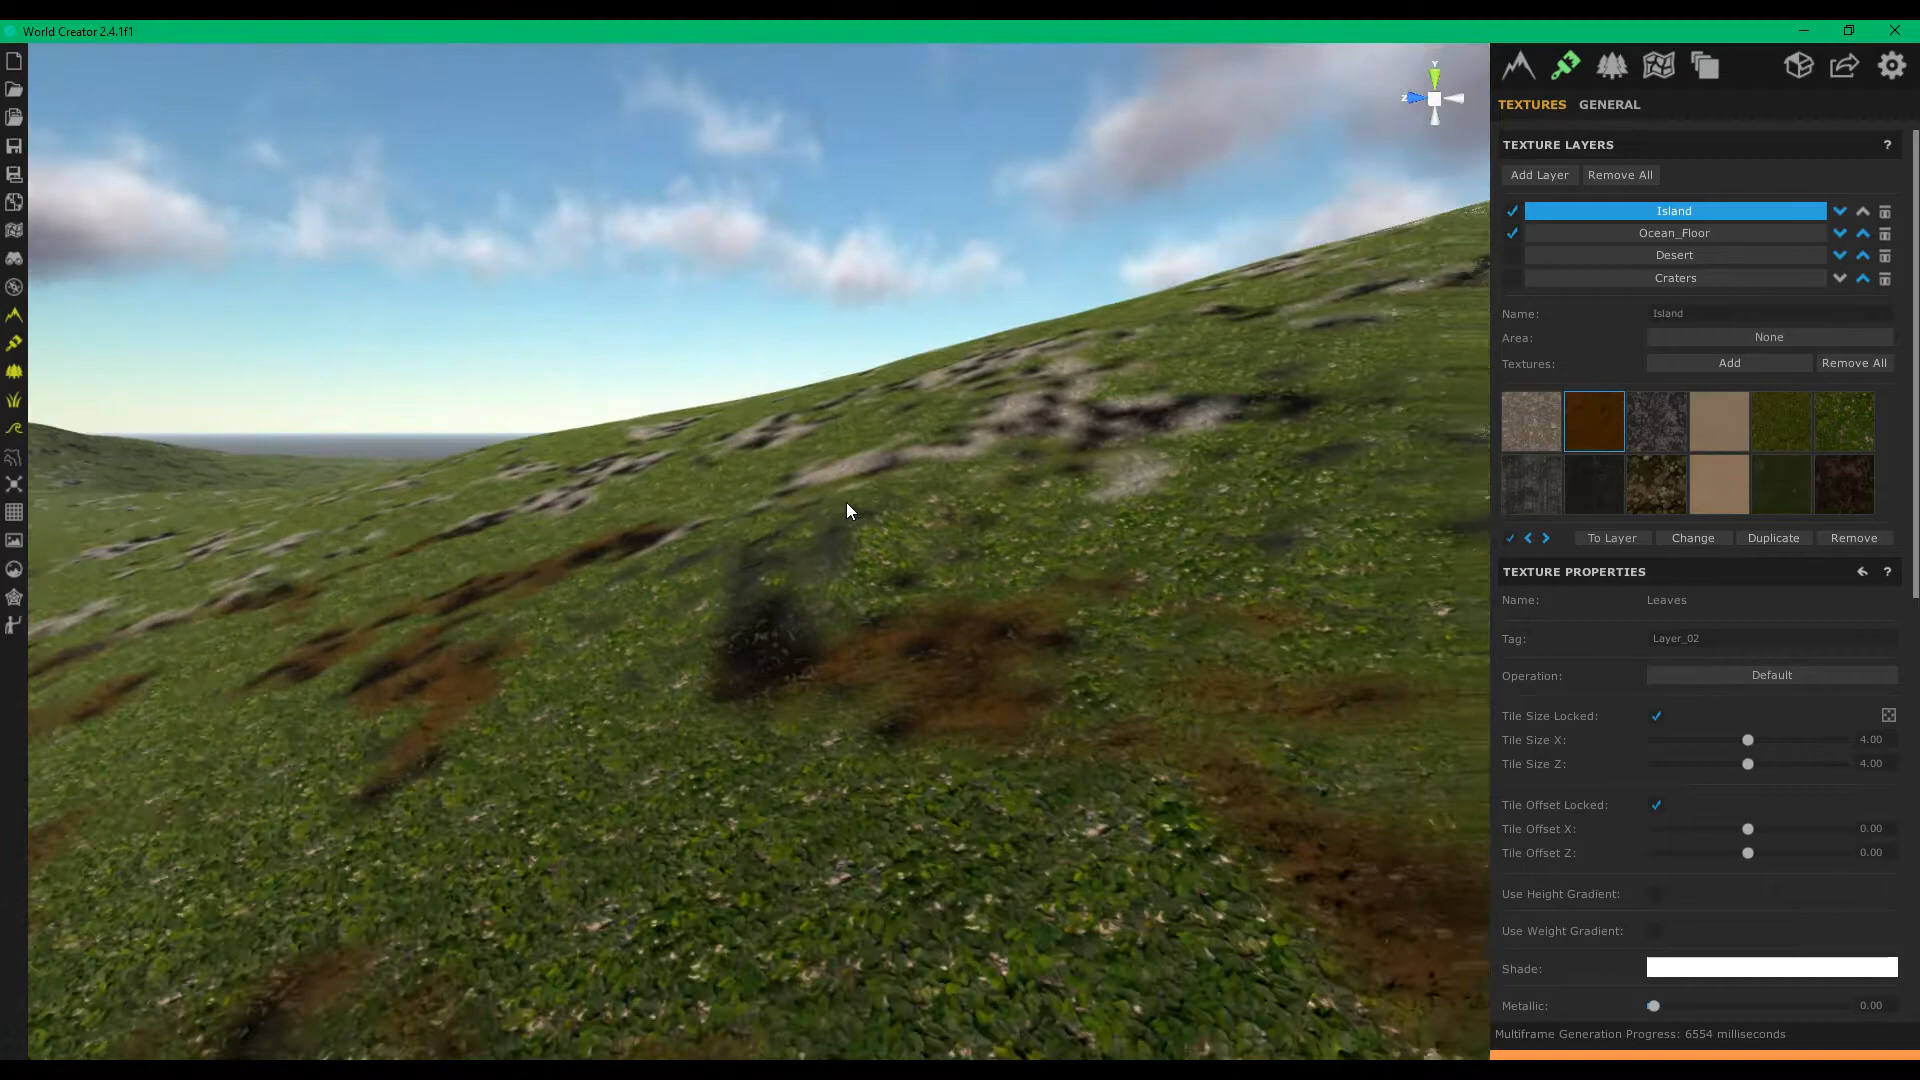 World Creator 2.4.1f1
Y
Z
TEXTURES GENERAL
TEXTURE LAYERS ?
Add Layer Remove All
Island
Ocean_Floor
Desert
Craters
Name: Island
Area: None
Textures: Add Remove All
To Layer Change Duplicate Remove
TEXTURE PROPERTIES ?
Name: Leaves
Tag: Layer_02
Operation: Default
Tile Size Locked:
Tile Size X: 4.00
Tile Size Z: 4.00
Tile Offset Locked:
Tile Offset X: 0.00
Tile Offset Z: 0.00
Use Height Gradient:
Use Weight Gradient:
Shade:
Metallic: 0.00
Multiframe Generation Progress: 6554 milliseconds